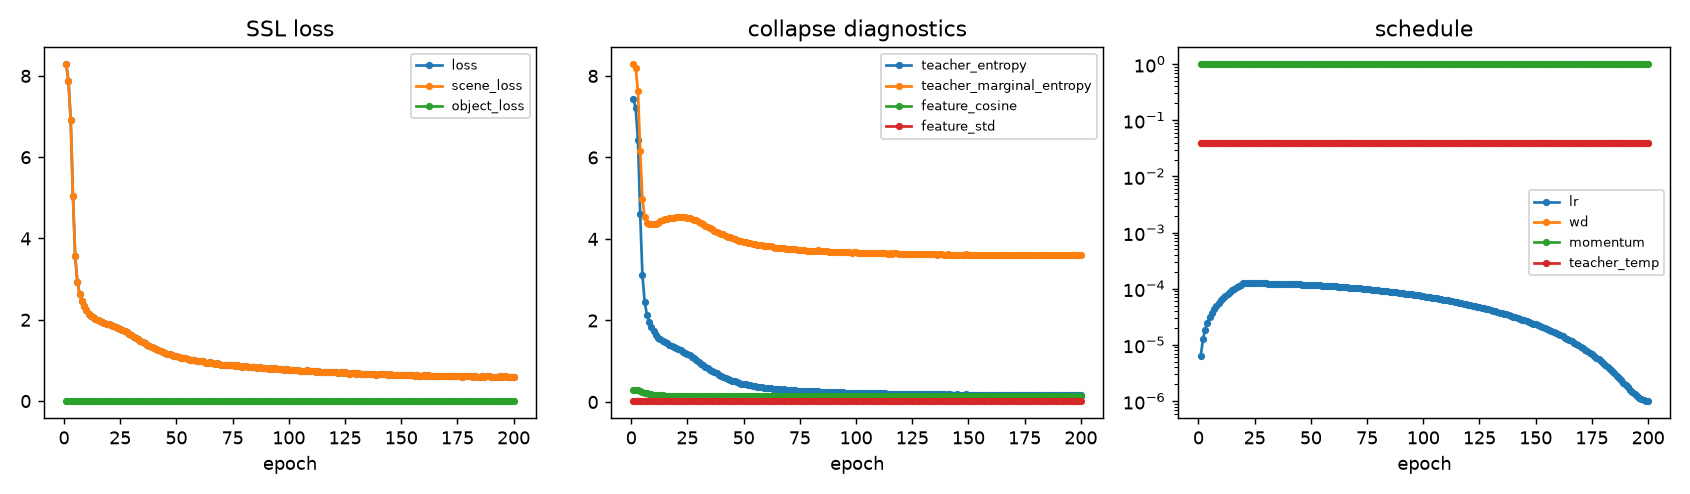 SSL loss
loss
scene_loss
object_loss
8
6
4
2
0
0 25 50 75 100 125 150 175 200
epoch
collapse diagnostics
teacher_entropy
teacher_marginal_entropy
feature_cosine
feature_std
8
6
4
2
0
0 25 50 75 100 125 150 175 200
epoch
schedule
10⁰
10⁻¹
10⁻²
10⁻³
10⁻⁴
10⁻⁵
10⁻⁶
lr
wd
momentum
teacher_temp
0 25 50 75 100 125 150 175 200
epoch